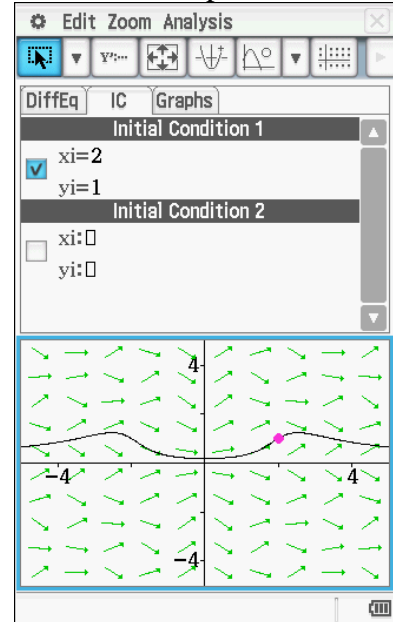 Edit Zoom Analysis
DiffEq IC Graphs
Initial Condition 1
xi=2
yi=1
Initial Condition 2
xi:▯
yi:▯
4
-4 4
-4